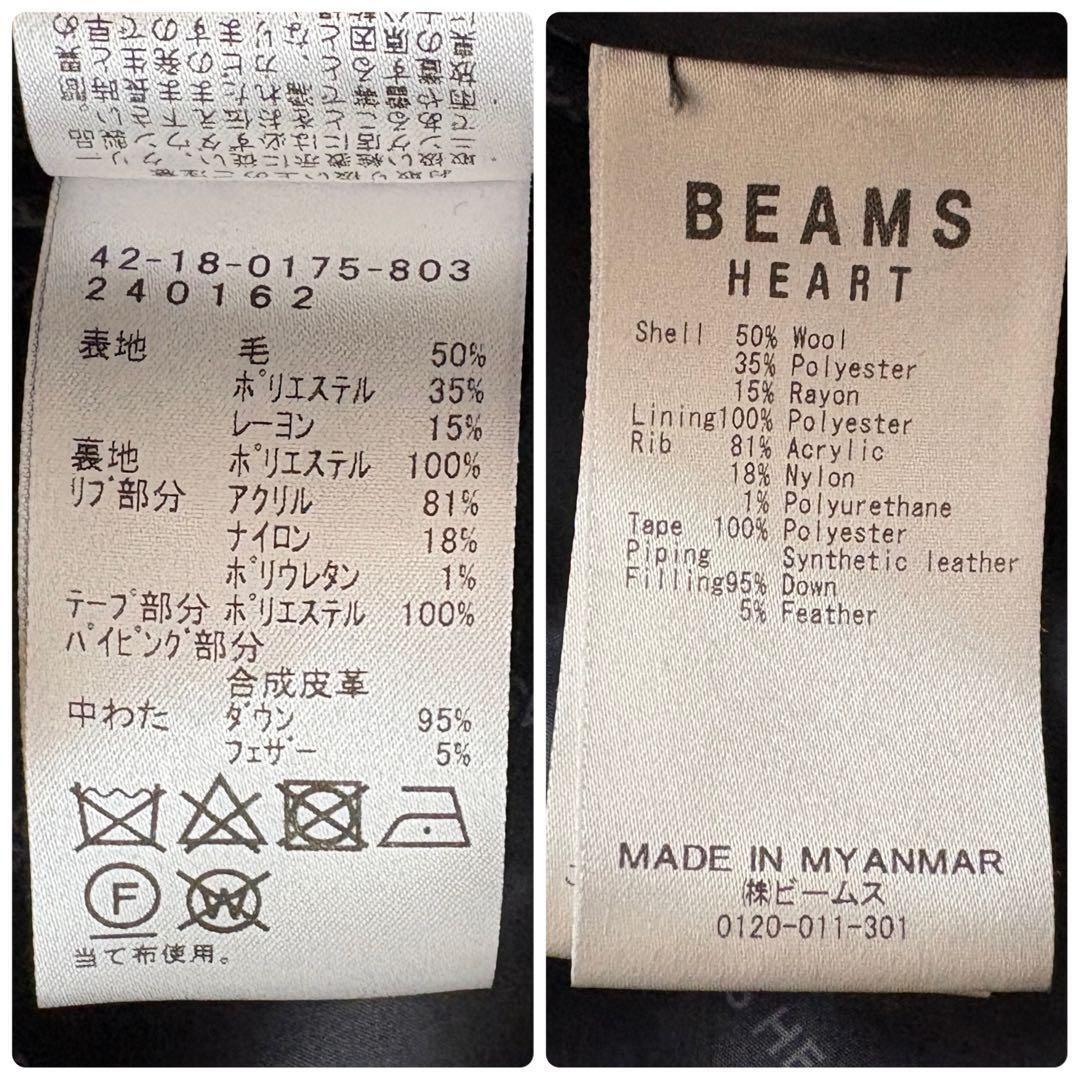 42-18-0175-803
240162
表地 毛 50%
ポリエステル 35%
レーヨン 15%
裏地 ポリエステル 100%
リブ部分 アクリル 81%
ナイロン 18%
ポリウレタン 1%
テープ部分 ポリエステル 100%
パイピング部分
合成皮革
中わた ダウン 95%
フェザー 5%
F W
当て布使用。
BEAMS
HEART
Shell 50% Wool
35% Polyester
15% Rayon
Lining100% Polyester
Rib 81% Acrylic
18% Nylon
1% Polyurethane
Tape 100% Polyester
Piping Synthetic leather
Filling95% Down
5% Feather
MADE IN MYANMAR
㈱ビームス
0120-011-301